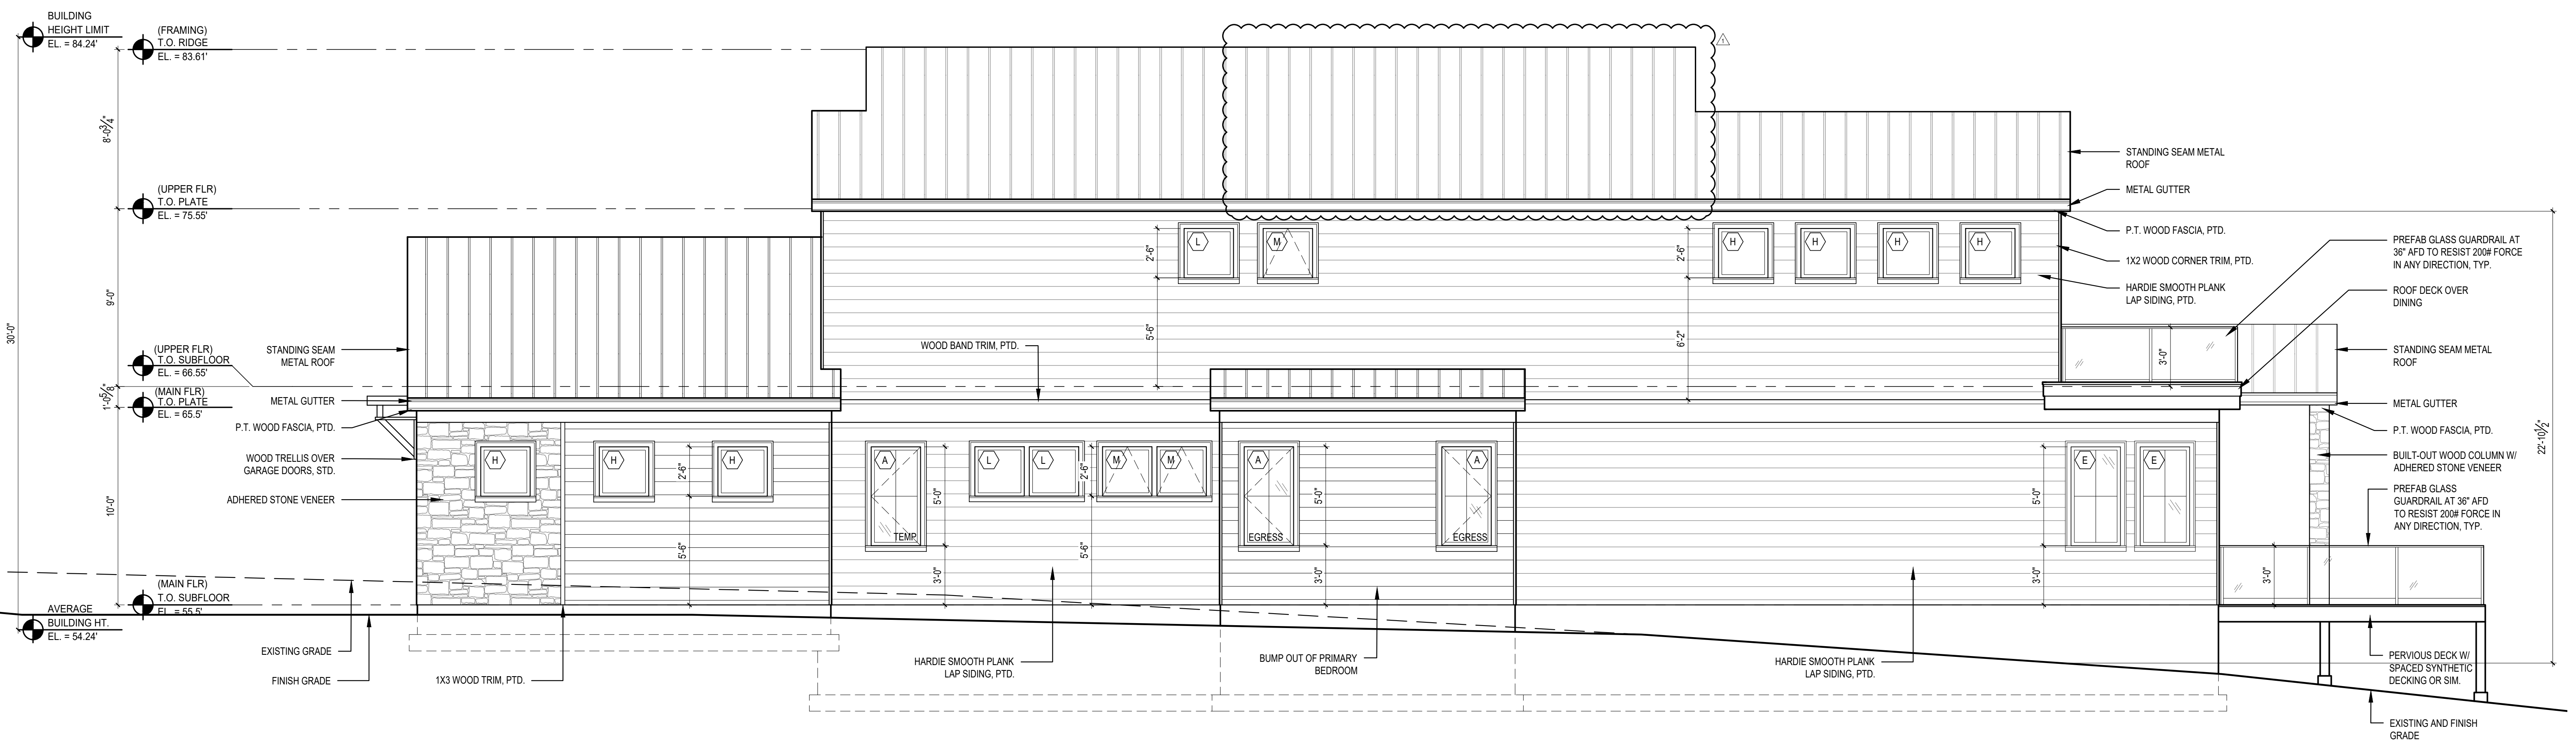 BUILDING
HEIGHT LIMIT
EL. = 84.24'
(FRAMING)
T.O. RIDGE
EL. = 83.61'
1
8'-0 3/4"
(UPPER FLR)
T.O. PLATE
EL. = 75.55'
9'-0"
30'-0"
(UPPER FLR)
T.O. SUBFLOOR
EL. = 66.55'
1'-0 5/8"
(MAIN FLR)
T.O. PLATE
EL. = 65.5'
10'-0"
(MAIN FLR)
T.O. SUBFLOOR
EL. = 55.5'
AVERAGE
BUILDING HT.
EL. = 54.24'
STANDING SEAM
METAL ROOF
METAL GUTTER
P.T. WOOD FASCIA, PTD.
WOOD TRELLIS OVER
GARAGE DOORS, STD.
ADHERED STONE VENEER
EXISTING GRADE
FINISH GRADE
1X3 WOOD TRIM, PTD.
H
H
H
2'-6"
5'-6"
L
M
2'-6"
5'-6"
H
H
H
H
2'-6"
6'-2"
WOOD BAND TRIM, PTD.
A
TEMP
5'-0"
3'-0"
L
L
2'-6"
5'-6"
M
M
A
EGRESS
5'-0"
3'-0"
A
EGRESS
E
E
5'-0"
3'-0"
HARDIE SMOOTH PLANK
LAP SIDING, PTD.
BUMP OUT OF PRIMARY
BEDROOM
HARDIE SMOOTH PLANK
LAP SIDING, PTD.
STANDING SEAM METAL
ROOF
METAL GUTTER
P.T. WOOD FASCIA, PTD.
1X2 WOOD CORNER TRIM, PTD.
HARDIE SMOOTH PLANK
LAP SIDING, PTD.
3'-0"
3'-0"
PREFAB GLASS GUARDRAIL AT
36" AFD TO RESIST 200# FORCE
IN ANY DIRECTION, TYP.
ROOF DECK OVER
DINING
STANDING SEAM METAL
ROOF
METAL GUTTER
P.T. WOOD FASCIA, PTD.
BUILT-OUT WOOD COLUMN W/
ADHERED STONE VENEER
PREFAB GLASS
GUARDRAIL AT 36" AFD
TO RESIST 200# FORCE IN
ANY DIRECTION, TYP.
22'-10 1/2"
PERVIOUS DECK W/
SPACED SYNTHETIC
DECKING OR SIM.
EXISTING AND FINISH
GRADE